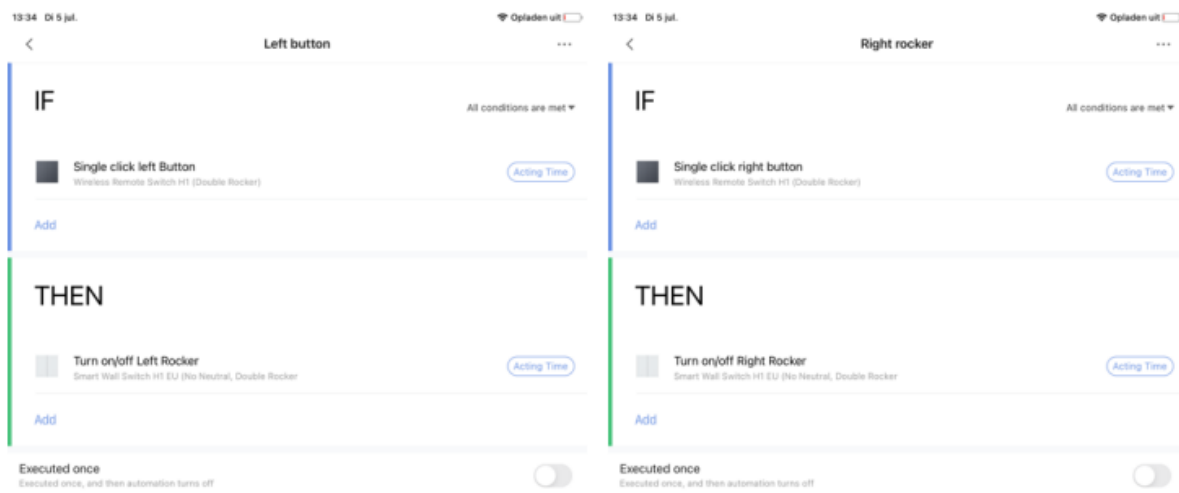 13:34 Di 5 jul.
Opladen uit
Left button
IF
All conditions are met
Single click left Button
Acting Time
Wireless Remote Switch H1 (Double Rocker)
Add
THEN
Turn on/off Left Rocker
Acting Time
Smart Wall Switch H1 EU (No Neutral, Double Rocker
Add
Executed once
Executed once, and then automation turns off
13:34 Di 5 jul.
Opladen uit
Right rocker
IF
All conditions are met
Single click right button
Acting Time
Wireless Remote Switch H1 (Double Rocker)
Add
THEN
Turn on/off Right Rocker
Acting Time
Smart Wall Switch H1 EU (No Neutral, Double Rocker
Add
Executed once
Executed once, and then automation turns off